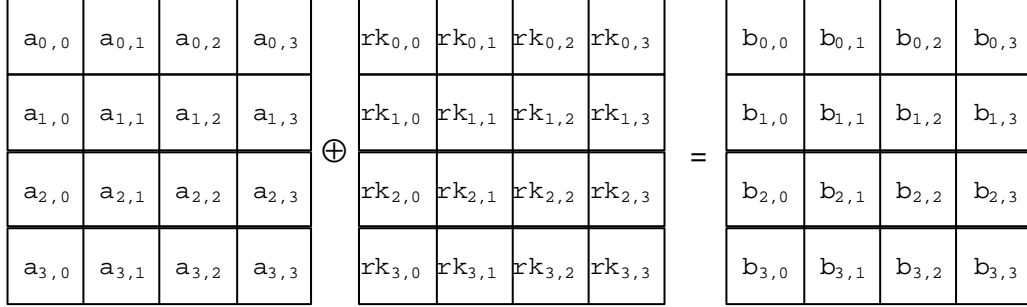 a0,0 a0,1 a0,2 a0,3 rk0,0 rk0,1 rk0,2 rk0,3 b0,0 b0,1 b0,2 b0,3
a1,0 a1,1 a1,2 a1,3 rk1,0 rk1,1 rk1,2 rk1,3 b1,0 b1,1 b1,2 b1,3
⊕ =
a2,0 a2,1 a2,2 a2,3 rk2,0 rk2,1 rk2,2 rk2,3 b2,0 b2,1 b2,2 b2,3
a3,0 a3,1 a3,2 a3,3 rk3,0 rk3,1 rk3,2 rk3,3 b3,0 b3,1 b3,2 b3,3